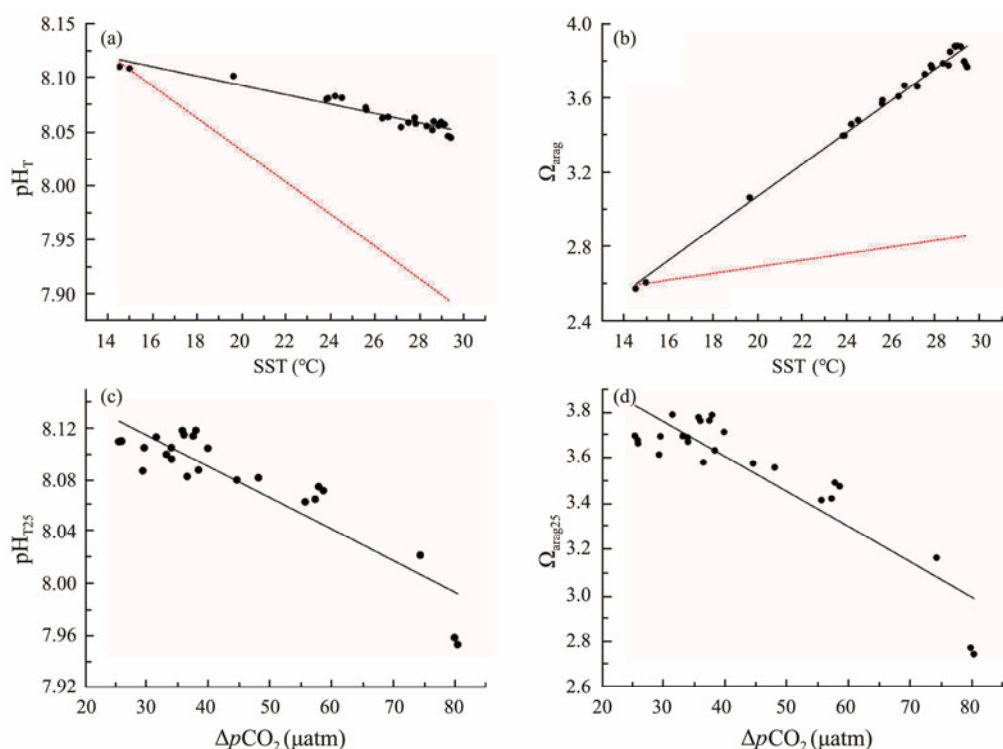 (a)
8.15
8.10
8.05
8.00
7.95
7.90
pH_T
14 16 18 20 22 24 26 28 30
SST (°C)
(b)
4.0
3.6
3.2
2.8
2.4
Ω_arag
14 16 18 20 22 24 26 28 30
SST (°C)
(c)
8.12
8.08
8.04
8.00
7.96
7.92
pH_T25
20 30 40 50 60 70 80
ΔpCO₂ (μatm)
(d)
3.8
3.6
3.4
3.2
3.0
2.8
2.6
Ω_arag25
20 30 40 50 60 70 80
ΔpCO₂ (μatm)